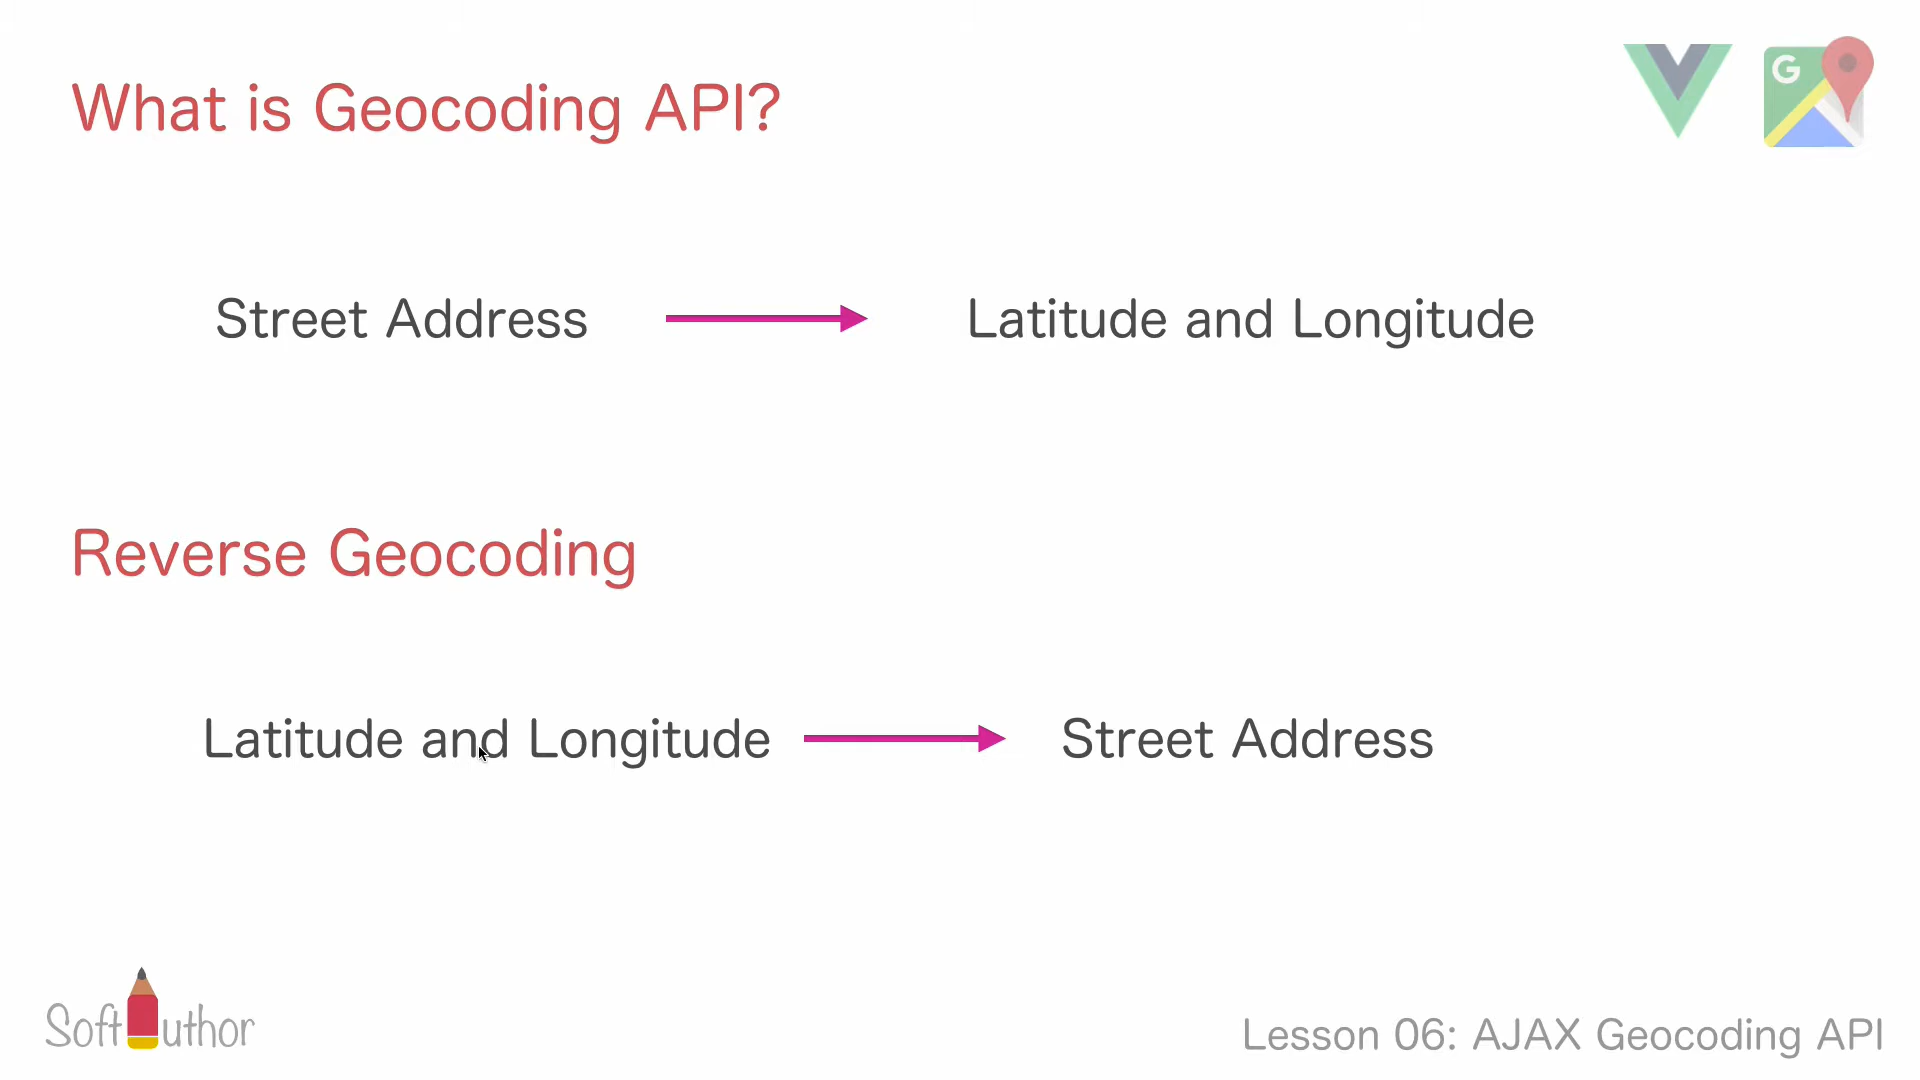 What is Geocoding API?
G
Street Address
Latitude and Longitude
Reverse Geocoding
Latitude and Longitude
Street Address
Soft uthor
Lesson 06: AJAX Geocoding API